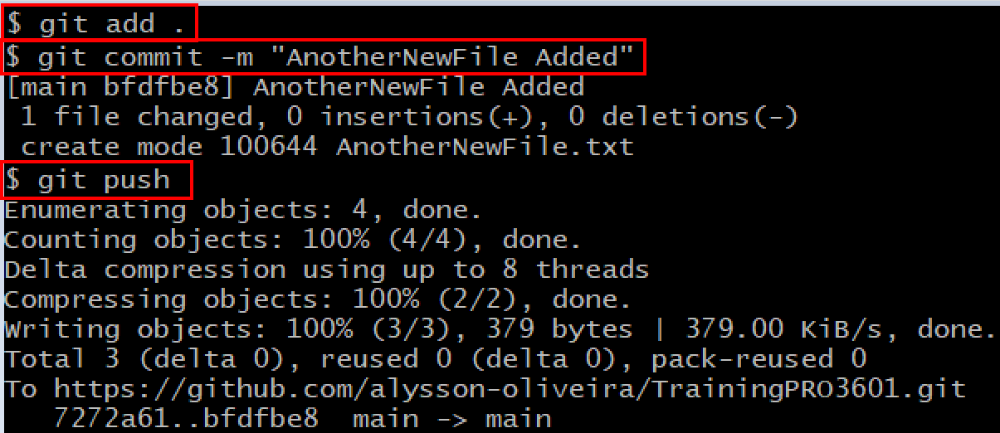 $ git add .
$ git commit -m "AnotherNewFile Added"
[main bfdfbe8] AnotherNewFile Added
 1 file changed, 0 insertions(+), 0 deletions(-)
 create mode 100644 AnotherNewFile.txt
$ git push
Enumerating objects: 4, done.
Counting objects: 100% (4/4), done.
Delta compression using up to 8 threads
Compressing objects: 100% (2/2), done.
Writing objects: 100% (3/3), 379 bytes | 379.00 KiB/s, done.
Total 3 (delta 0), reused 0 (delta 0), pack-reused 0
To https://github.com/alysson-oliveira/TrainingPRO3601.git
   7272a61..bfdfbe8  main -> main